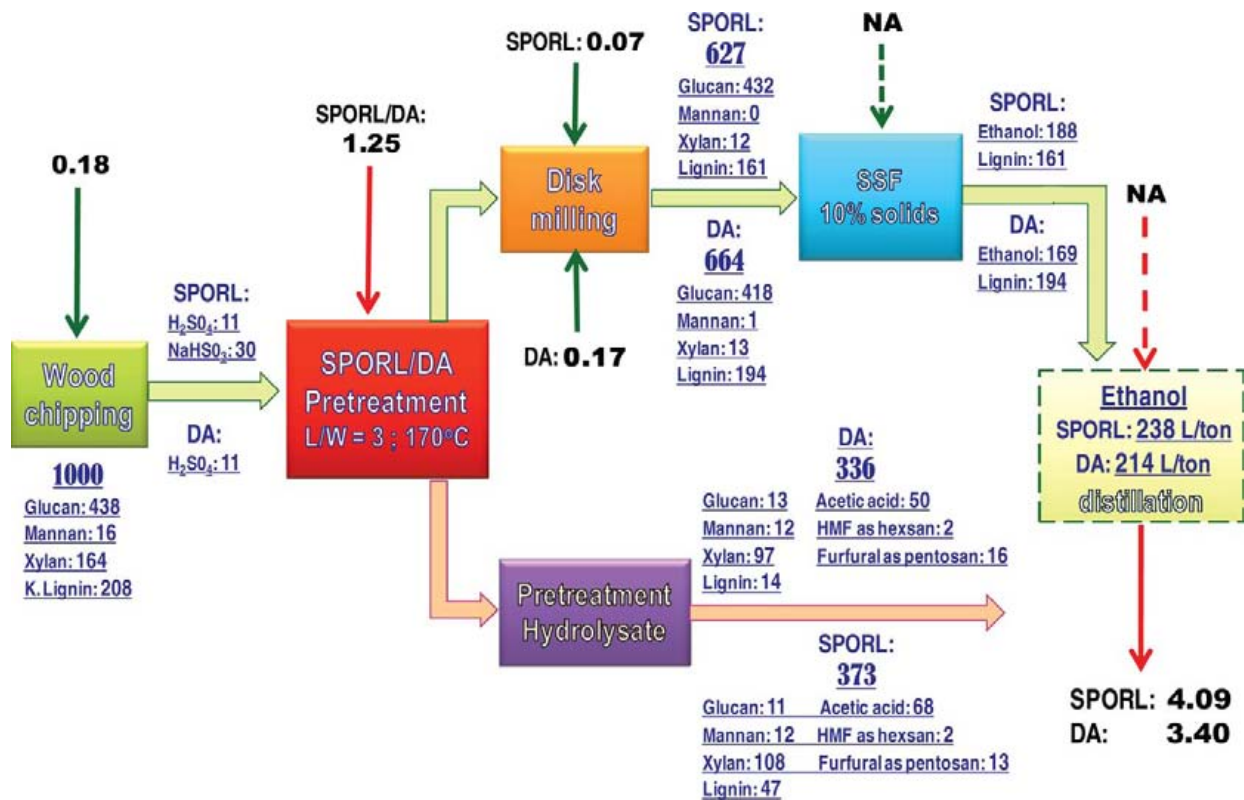 0.18
Wood
chipping
1000
Glucan: 438
Mannan: 16
Xylan: 164
K. Lignin: 208
SPORL:
H₂S0₄: 11
NaHS0₃: 30
DA:
H₂S0₄: 11
SPORL/DA:
1.25
SPORL/DA
Pretreatment
L/W = 3 ; 170°C
SPORL: 0.07
Disk
milling
DA: 0.17
SPORL:
627
Glucan: 432
Mannan: 0
Xylan: 12
Lignin: 161
DA:
664
Glucan: 418
Mannan: 1
Xylan: 13
Lignin: 194
NA
SSF
10% solids
SPORL:
Ethanol: 188
Lignin: 161
DA:
Ethanol: 169
Lignin: 194
NA
Ethanol
SPORL: 238 L/ton
DA: 214 L/ton
distillation
SPORL: 4.09
DA: 3.40
Pretreatment
Hydrolysate
DA:
336
Glucan: 13 Acetic acid: 50
Mannan: 12 HMF as hexsan: 2
Xylan: 97 Furfural as pentosan: 16
Lignin: 14
SPORL:
373
Glucan: 11 Acetic acid: 68
Mannan: 12 HMF as hexsan: 2
Xylan: 108 Furfural as pentosan: 13
Lignin: 47